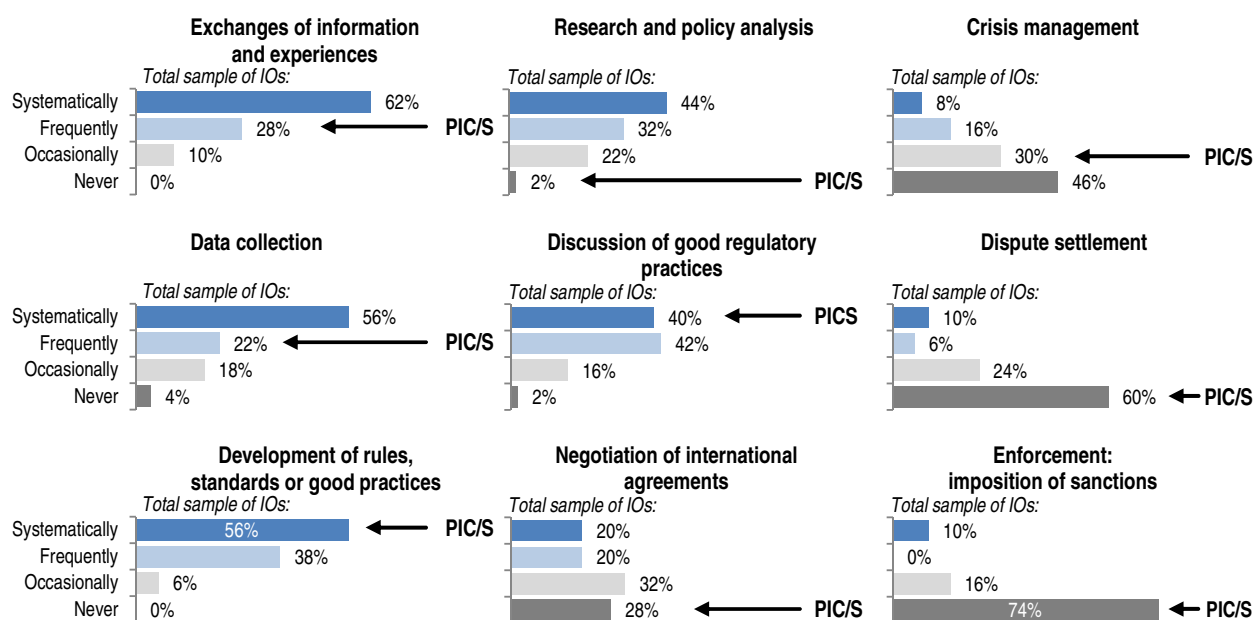 Exchanges of information
and experiences
Total sample of IOs:
Systematically 62%
Frequently 28% PIC/S
Occasionally 10%
Never 0%
Research and policy analysis
Total sample of IOs:
44%
32%
22%
2% PIC/S
Crisis management
Total sample of IOs:
8%
16%
30% PIC/S
46%
Data collection
Total sample of IOs:
Systematically 56%
Frequently 22% PIC/S
Occasionally 18%
Never 4%
Discussion of good regulatory
practices
Total sample of IOs:
40% PICS
42%
16%
2%
Dispute settlement
Total sample of IOs:
10%
6%
24%
60% PIC/S
Development of rules,
standards or good practices
Total sample of IOs:
Systematically 56% PIC/S
Frequently 38%
Occasionally 6%
Never 0%
Negotiation of international
agreements
Total sample of IOs:
20%
20%
32%
28% PIC/S
Enforcement:
imposition of sanctions
Total sample of IOs:
10%
0%
16%
74% PIC/S